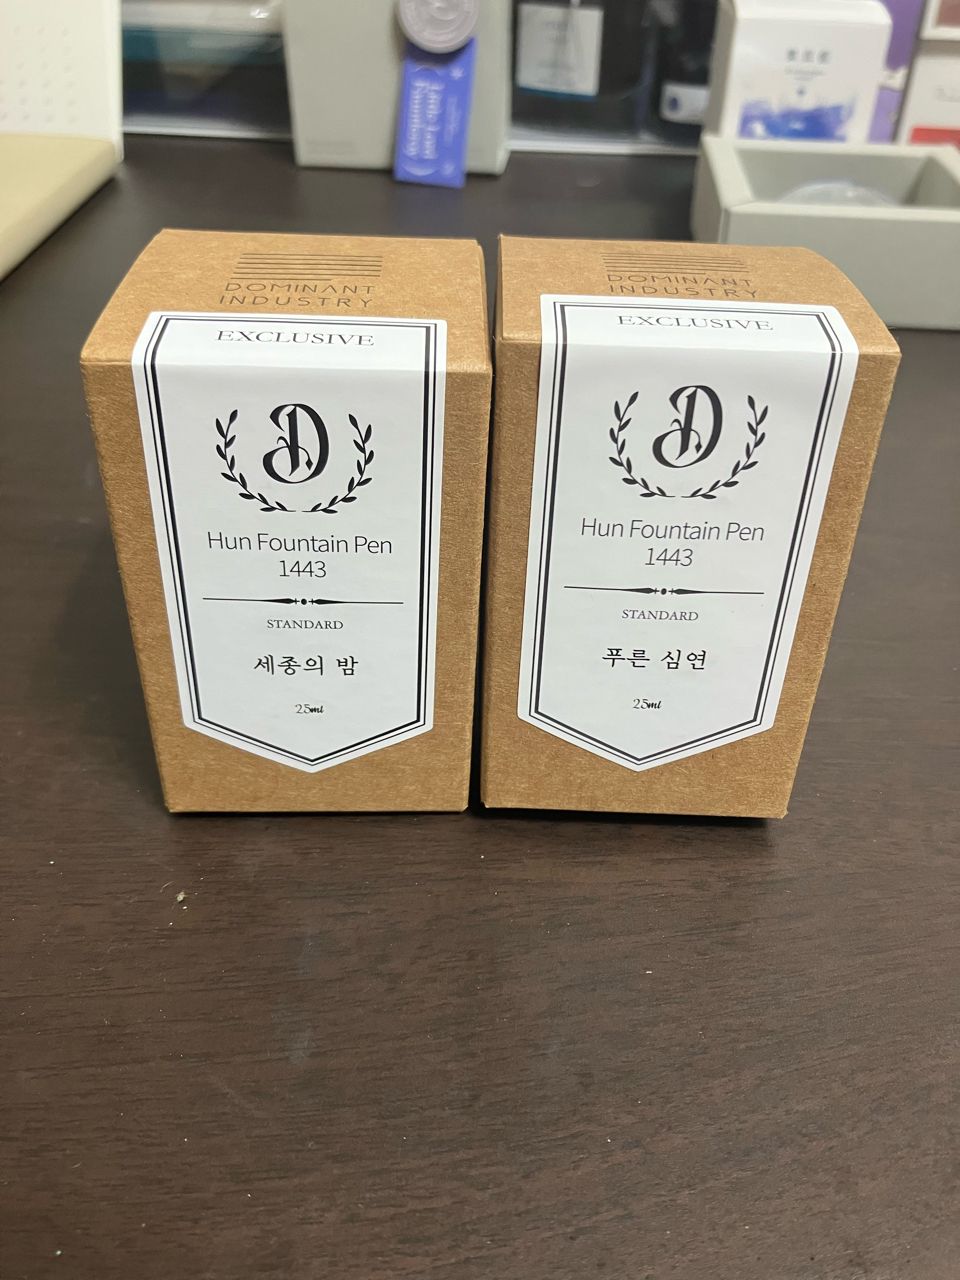 DOMINANT
INDUSTRY
EXCLUSIVE
D
Hun Fountain Pen
1443
STANDARD
세종의 밤
25ml
DOMINANT
INDUSTRY
EXCLUSIVE
D
Hun Fountain Pen
1443
STANDARD
푸른 심연
25ml